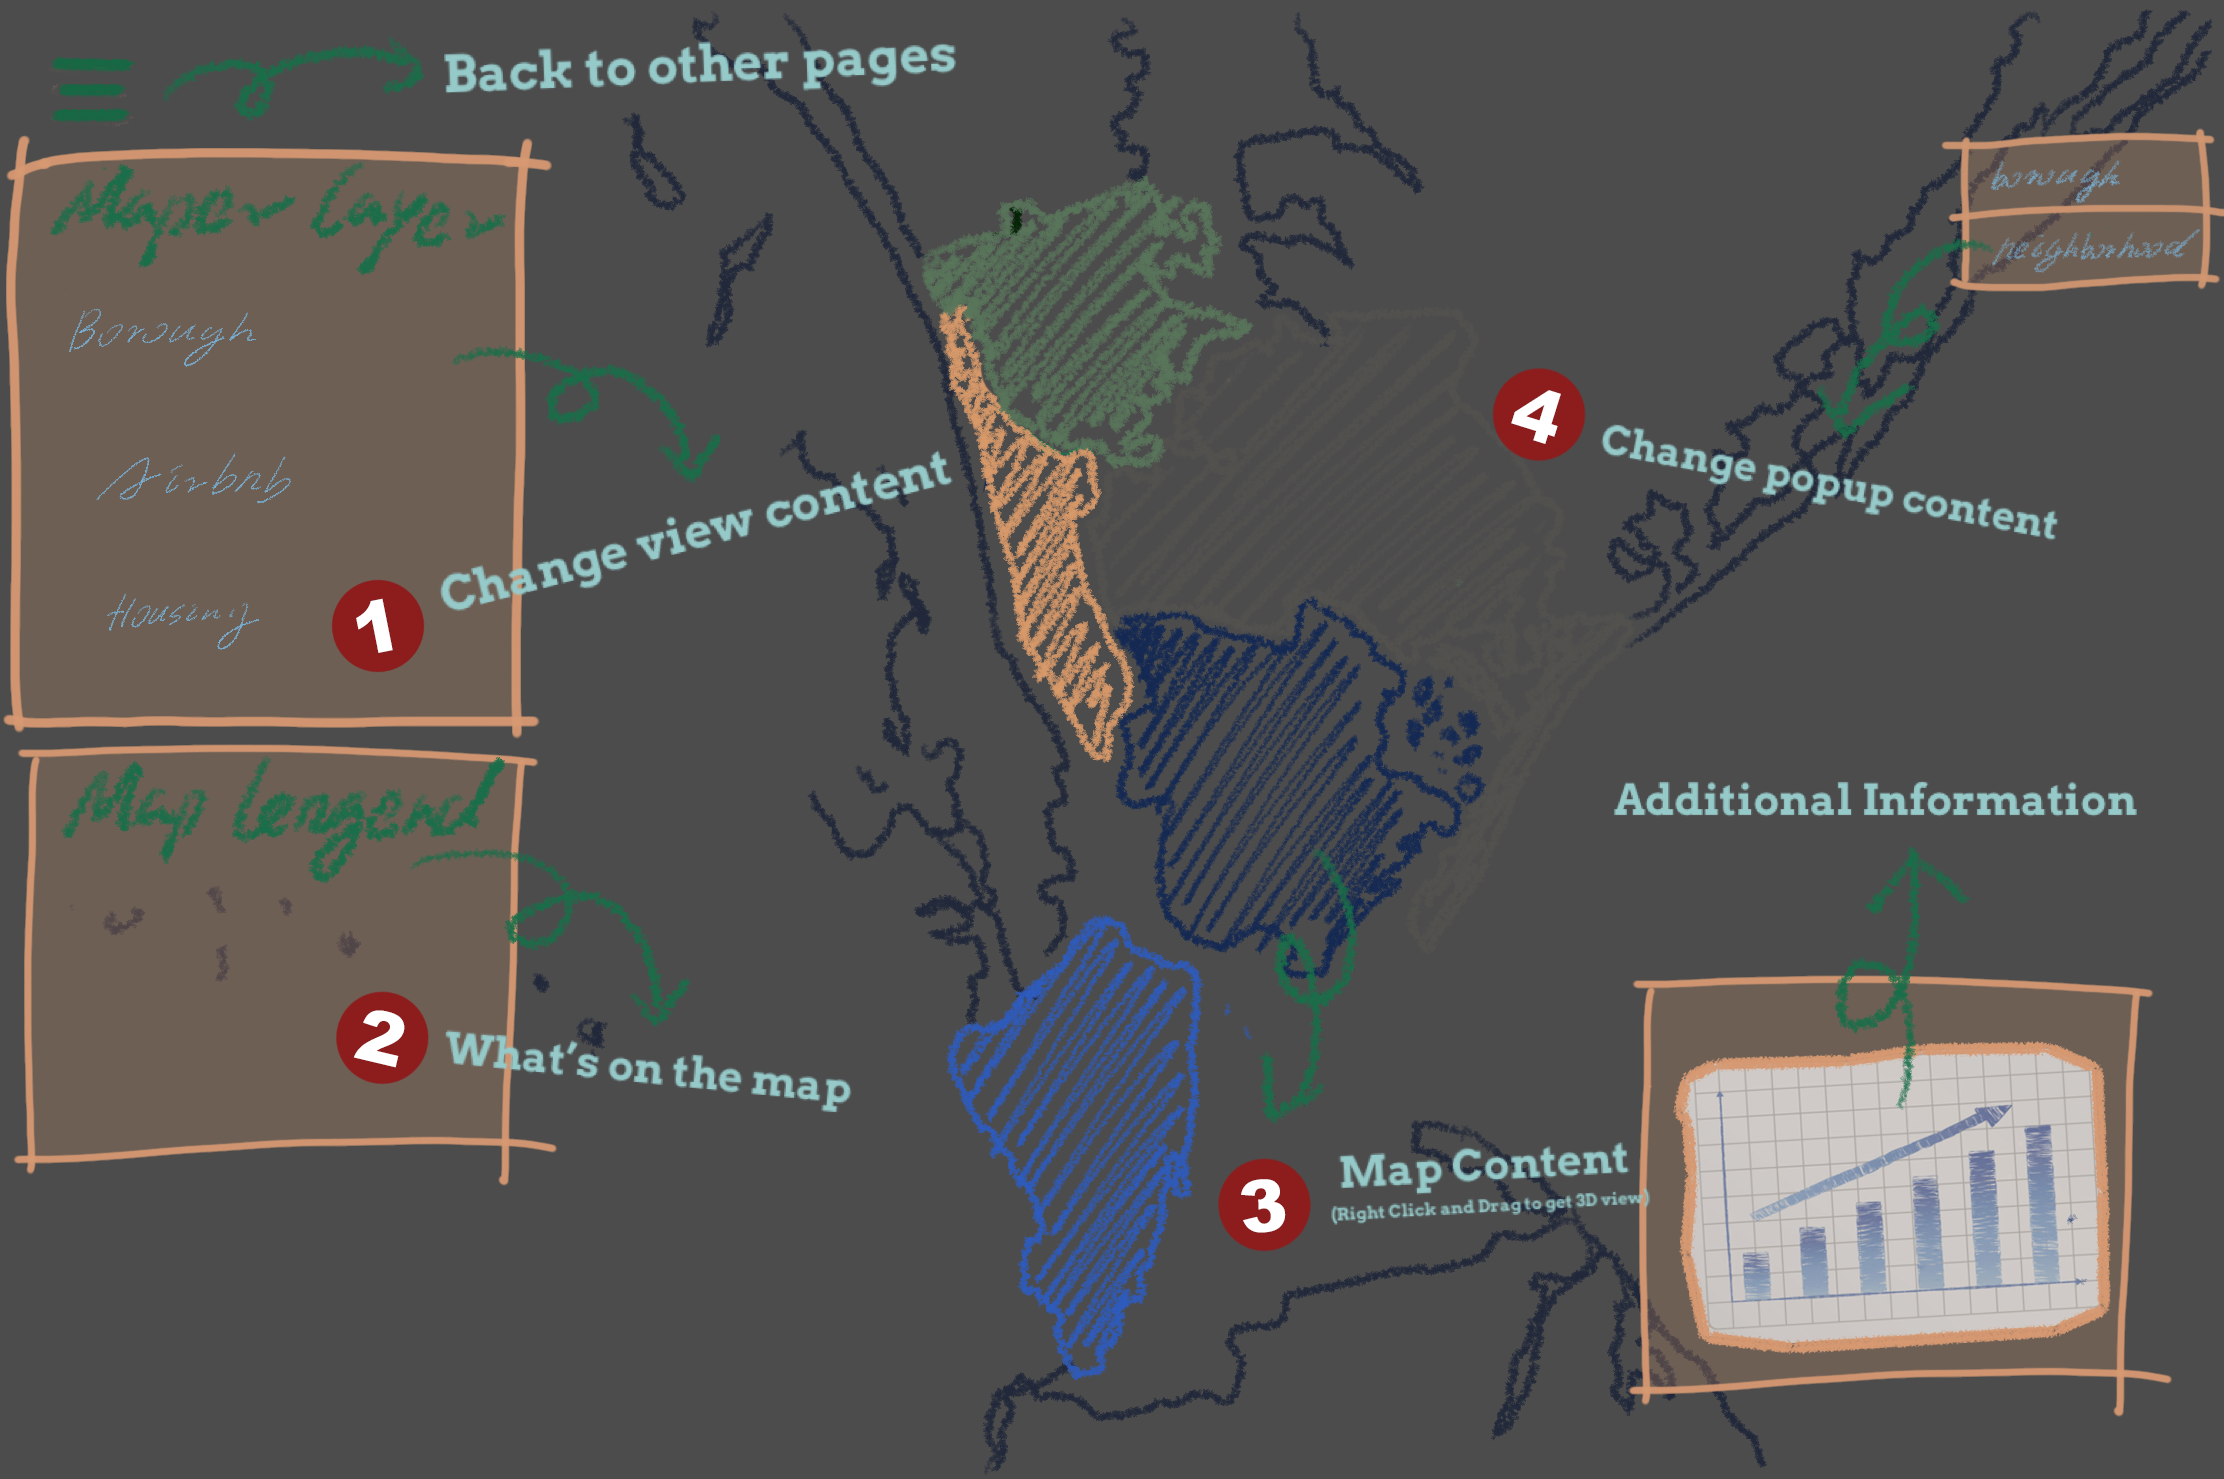 Back to other pages
Maper Layer
Borough
Airbnb
Housing
1 Change view content
Map Lengend
2 What's on the map
borough
neighborhood
4 Change popup content
3 Map Content
(Right Click and Drag to get 3D view)
Additional Information